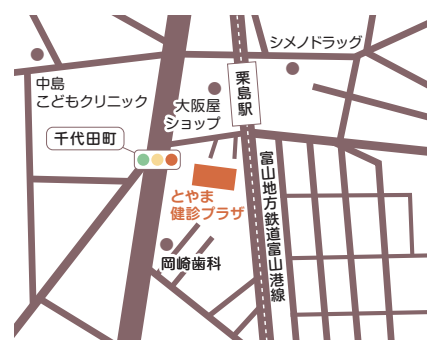 シメノドラッグ
栗島駅
中島
こどもクリニック
大阪屋
ショップ
千代田町
とやま
健診プラザ
富山地方鉄道富山港線
岡崎歯科